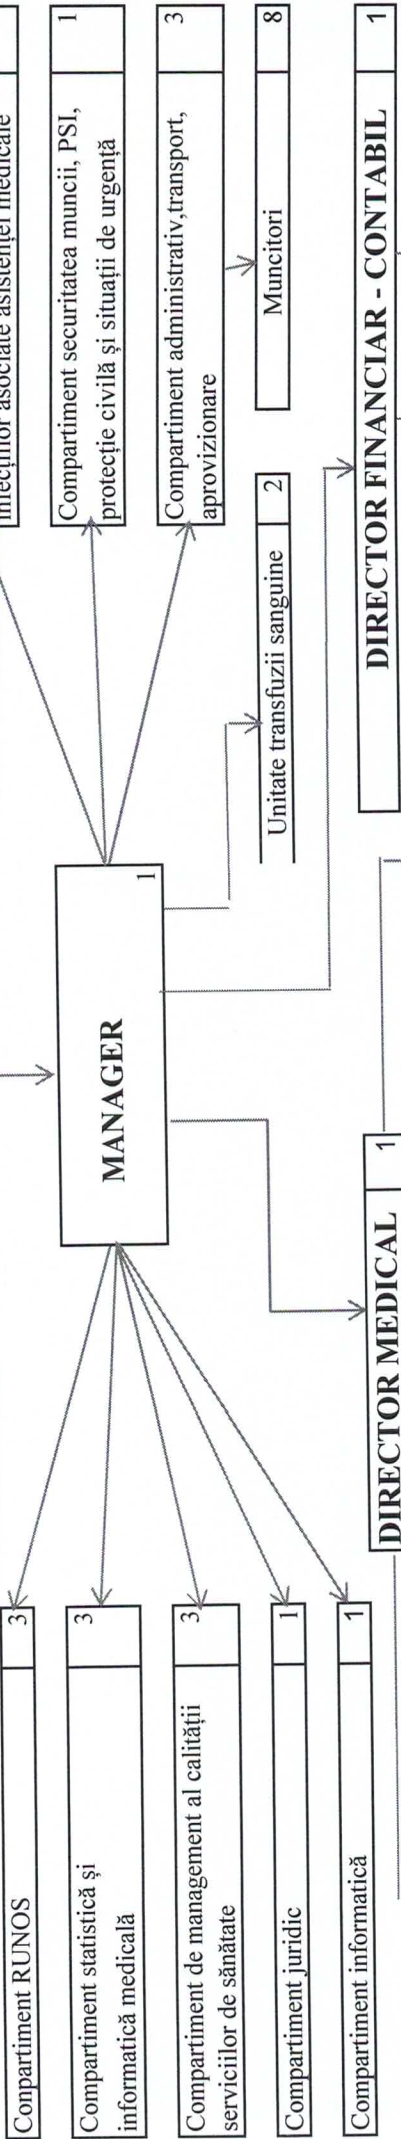 Compartiment RUNOS 3
Compartiment statistică și 3
informatică medicală
Compartiment de management al calității 3
serviciilor de sănătate
Compartiment juridic 1
Compartiment informatică 1
MANAGER
1
infecțiilor asociate asistenței medicale
Compartiment securitatea muncii, PSI, 1
protecție civilă și situații de urgență
Compartiment administrativ,transport, 3
aprovizionare
Muncitori 8
Unitate transfuzii sanguine 2
DIRECTOR MEDICAL 1
DIRECTOR FINANCIAR - CONTABIL 1